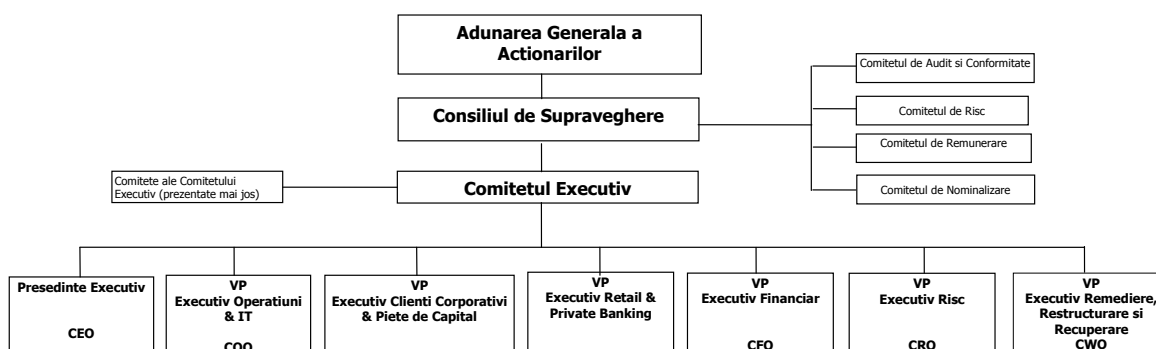 Adunarea Generala a
Actionarilor
Comitetul de Audit si Conformitate
Consiliul de Supraveghere
Comitetul de Risc
Comitetul de Remunerare
Comitete ale Comitetului
Executiv (prezentate mai jos)
Comitetul Executiv
Comitetul de Nominalizare
Presedinte Executiv
CEO
VP
Executiv Operatiuni
& IT
COO
VP
Executiv Clienti Corporativi
& Piete de Capital
VP
Executiv Retail &
Private Banking
VP
Executiv Financiar
CFO
VP
Executiv Risc
CRO
VP
Executiv Remediere,
Restructurare si
Recuperare
CWO